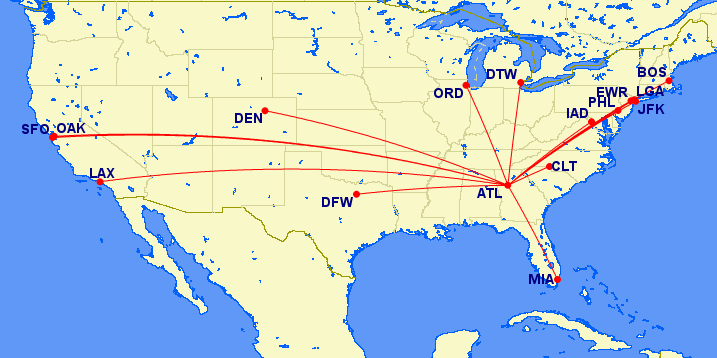 BOS
DTW
ORD
EWR
LGA
PHL
JFK
DEN
IAD
SFO
OAK
CLT
LAX
ATL
DFW
MIA